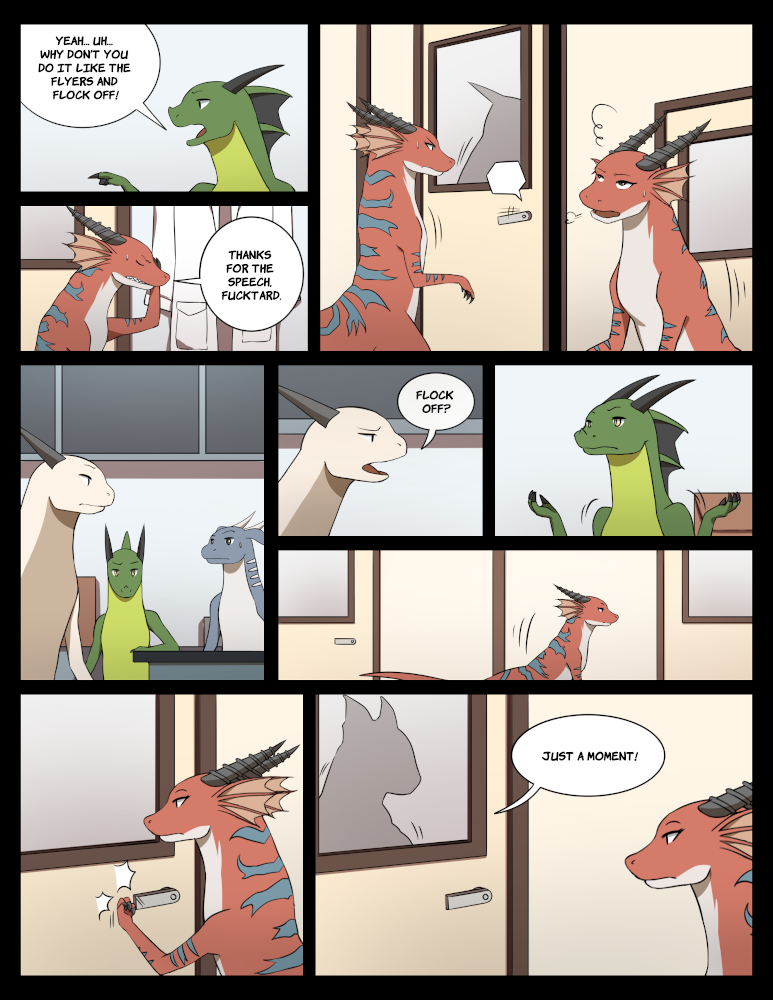 YEAH... UH...
WHY DON'T YOU
DO IT LIKE THE
FLYERS AND
FLOCK OFF!
THANKS
FOR THE
SPEECH,
FUCKTARD.
FLOCK
OFF?
JUST A MOMENT!